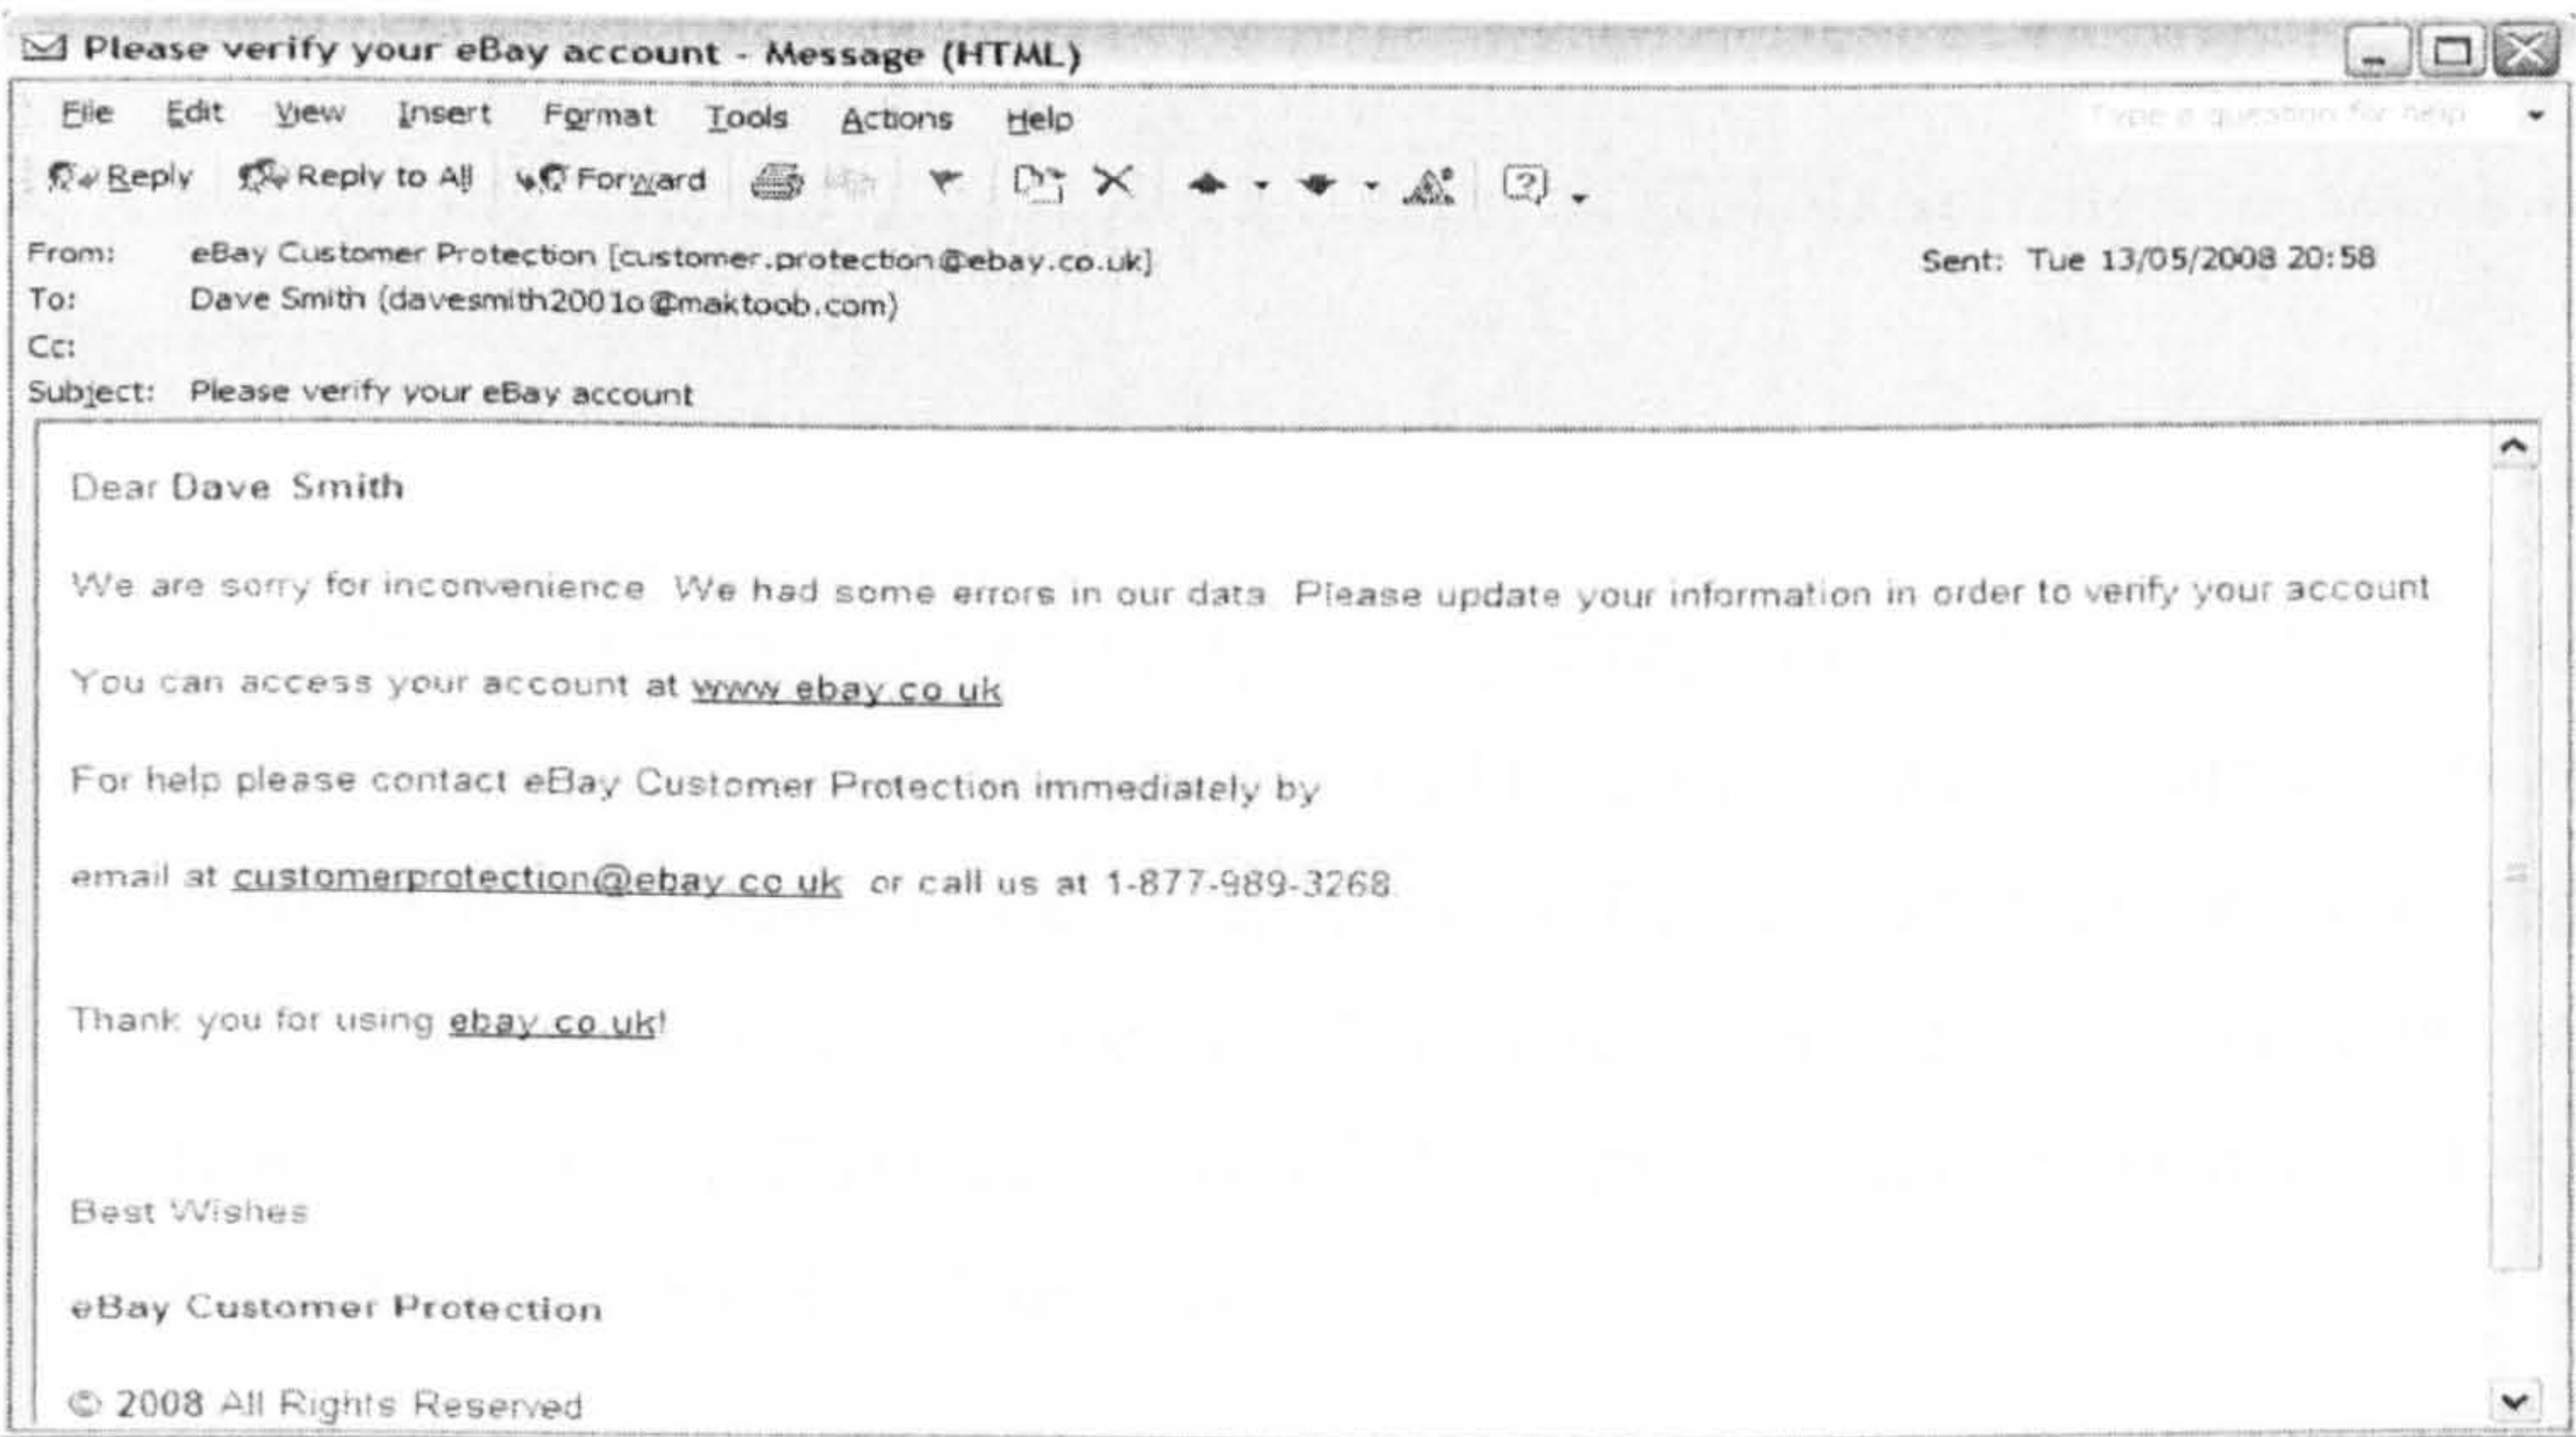 Please verify your eBay account - Message (HTML)
File Edit View Insert Format Tools Actions Help Type a question for help
Reply Reply to All Forward
From: eBay Customer Protection [customer.protection@ebay.co.uk] Sent: Tue 13/05/2008 20:58
To: Dave Smith (davesmith2001o@maktoob.com)
Cc:
Subject: Please verify your eBay account
Dear Dave Smith
We are sorry for inconvenience. We had some errors in our data. Please update your information in order to verify your account
You can access your account at www.ebay.co.uk
For help please contact eBay Customer Protection immediately by
email at customerprotection@ebay.co.uk or call us at 1-877-989-3268.
Thank you for using ebay.co.uk!
Best Wishes
eBay Customer Protection
© 2008 All Rights Reserved